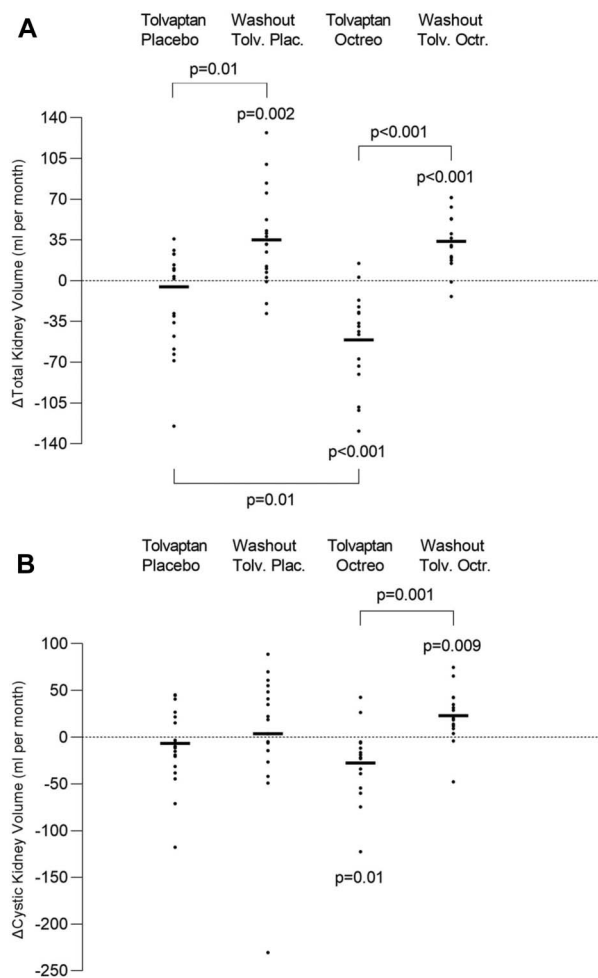 A
Tolvaptan Washout Tolvaptan Washout
Placebo Tolv. Plac. Octreo Tolv. Octr.
p=0.01
p=0.002
p<0.001
p<0.001
ΔTotal Kidney Volume (ml per month)
140
105
70
35
0
-35
-70
-105
-140
p<0.001
p=0.01
B
Tolvaptan Washout Tolvaptan Washout
Placebo Tolv. Plac. Octreo Tolv. Octr.
p=0.001
p=0.009
ΔCystic Kidney Volume (ml per month)
100
50
0
-50
-100
-150
-200
-250
p=0.01